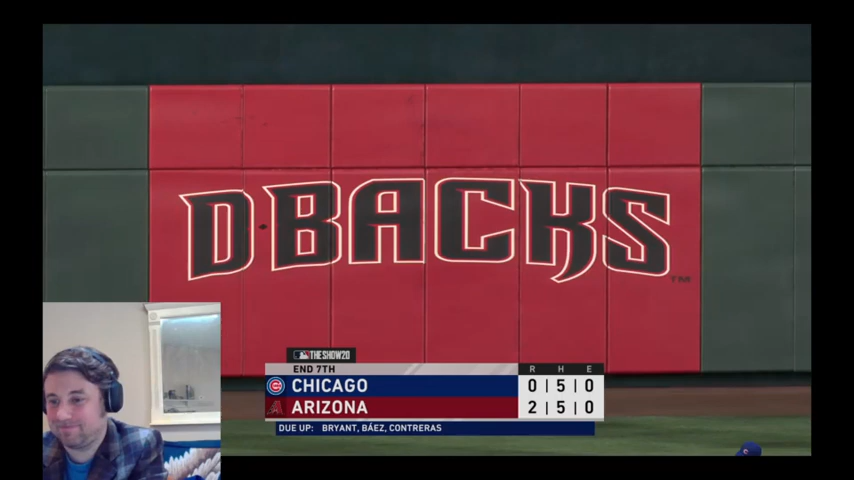 DBACKS
TM
THE SHOW 20
END 7TH R H E
CHICAGO 0 5 0
ARIZONA 2 5 0
DUE UP: BRYANT, BÁEZ, CONTRERAS